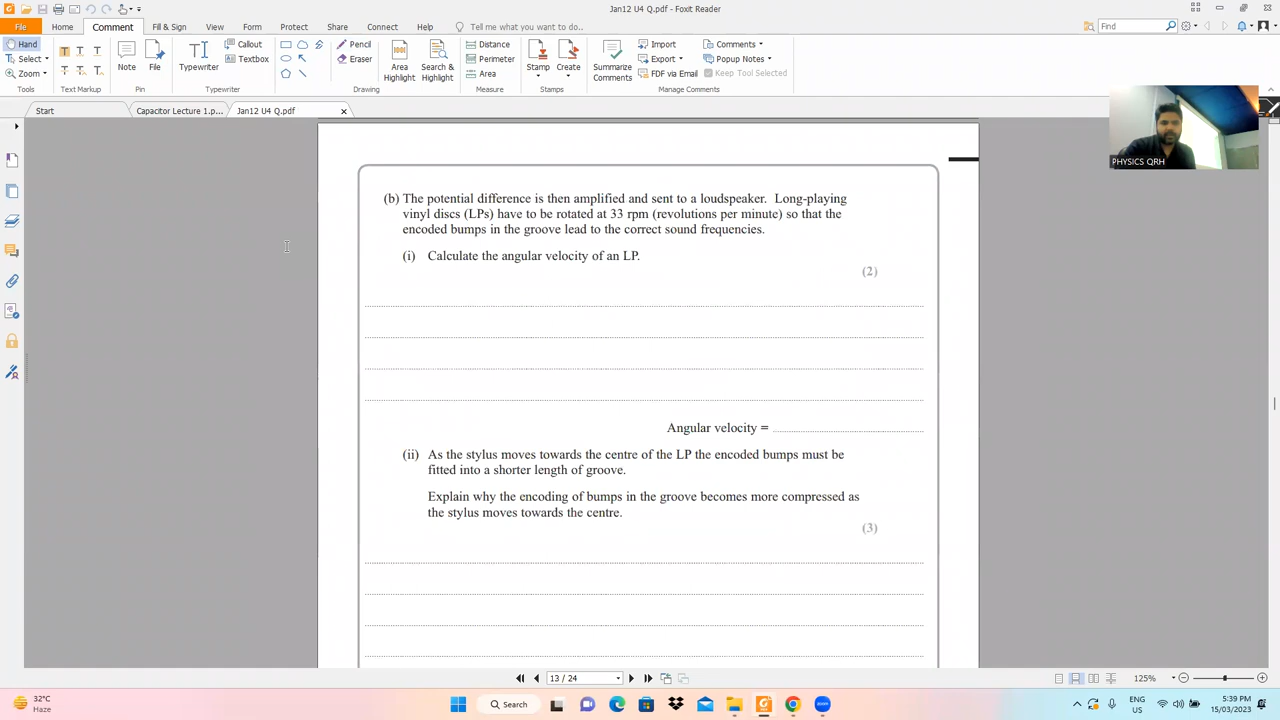 Jan12 U4 Q.pdf - Foxit Reader
File Home Comment Fill & Sign View Form Protect Share Connect Help Tell me what you want to do.. Find
Hand
Select
Zoom
Tools
Text Markup
Note
File
Pin
Typewriter
Callout
Textbox
Typewriter
Pencil
Eraser
Drawing
Area Highlight
Search & Highlight
Distance
Perimeter
Area
Measure
Stamp
Create
Stamps
Summarize Comments
Import
Export
FDF via Email
Comments
Popup Notes
Keep Tool Selected
Manage Comments
Start Capacitor Lecture 1.p... Jan12 U4 Q.pdf
PHYSICS QRH
(b) The potential difference is then amplified and sent to a loudspeaker. Long-playing
vinyl discs (LPs) have to be rotated at 33 rpm (revolutions per minute) so that the
encoded bumps in the groove lead to the correct sound frequencies.
(i) Calculate the angular velocity of an LP.
(2)
Angular velocity =
(ii) As the stylus moves towards the centre of the LP the encoded bumps must be
fitted into a shorter length of groove.
Explain why the encoding of bumps in the groove becomes more compressed as
the stylus moves towards the centre.
(3)
13 / 24
125%
32°C
Haze
Search
ENG
US
5:39 PM
15/03/2023